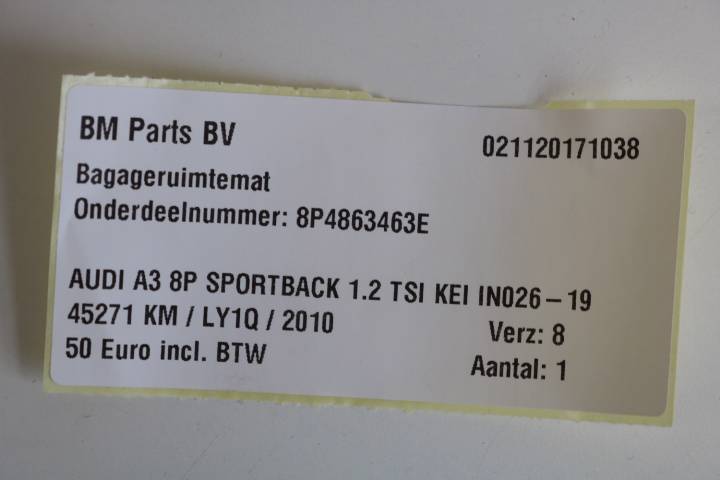 BM Parts BV 021120171038
Bagageruimtemat
Onderdeelnummer: 8P4863463E
AUDI A3 8P SPORTBACK 1.2 TSI KEI IN026-19
45271 KM / LY1Q / 2010 Verz: 8
50 Euro incl. BTW Aantal: 1